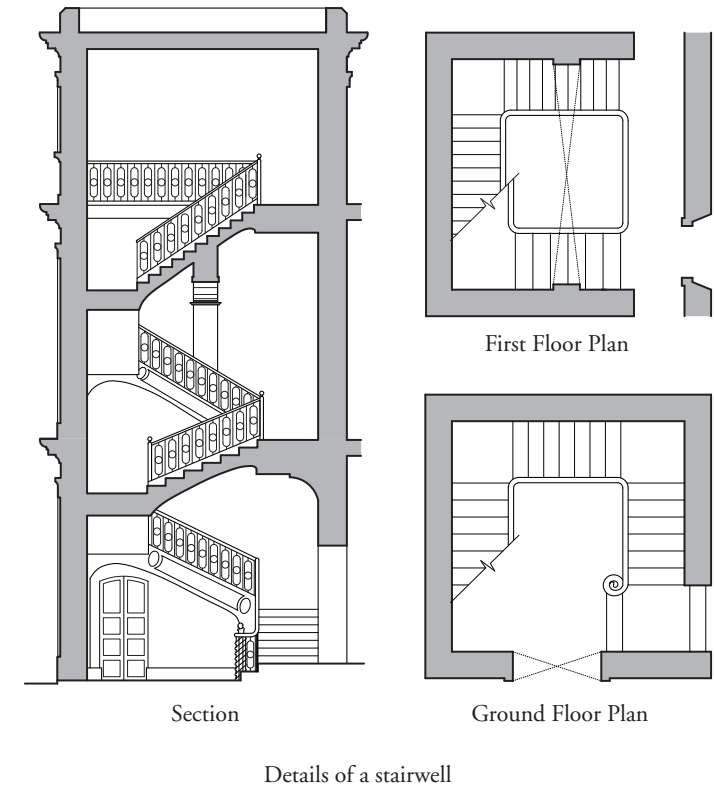 First Floor Plan
Section
Ground Floor Plan
Details of a stairwell